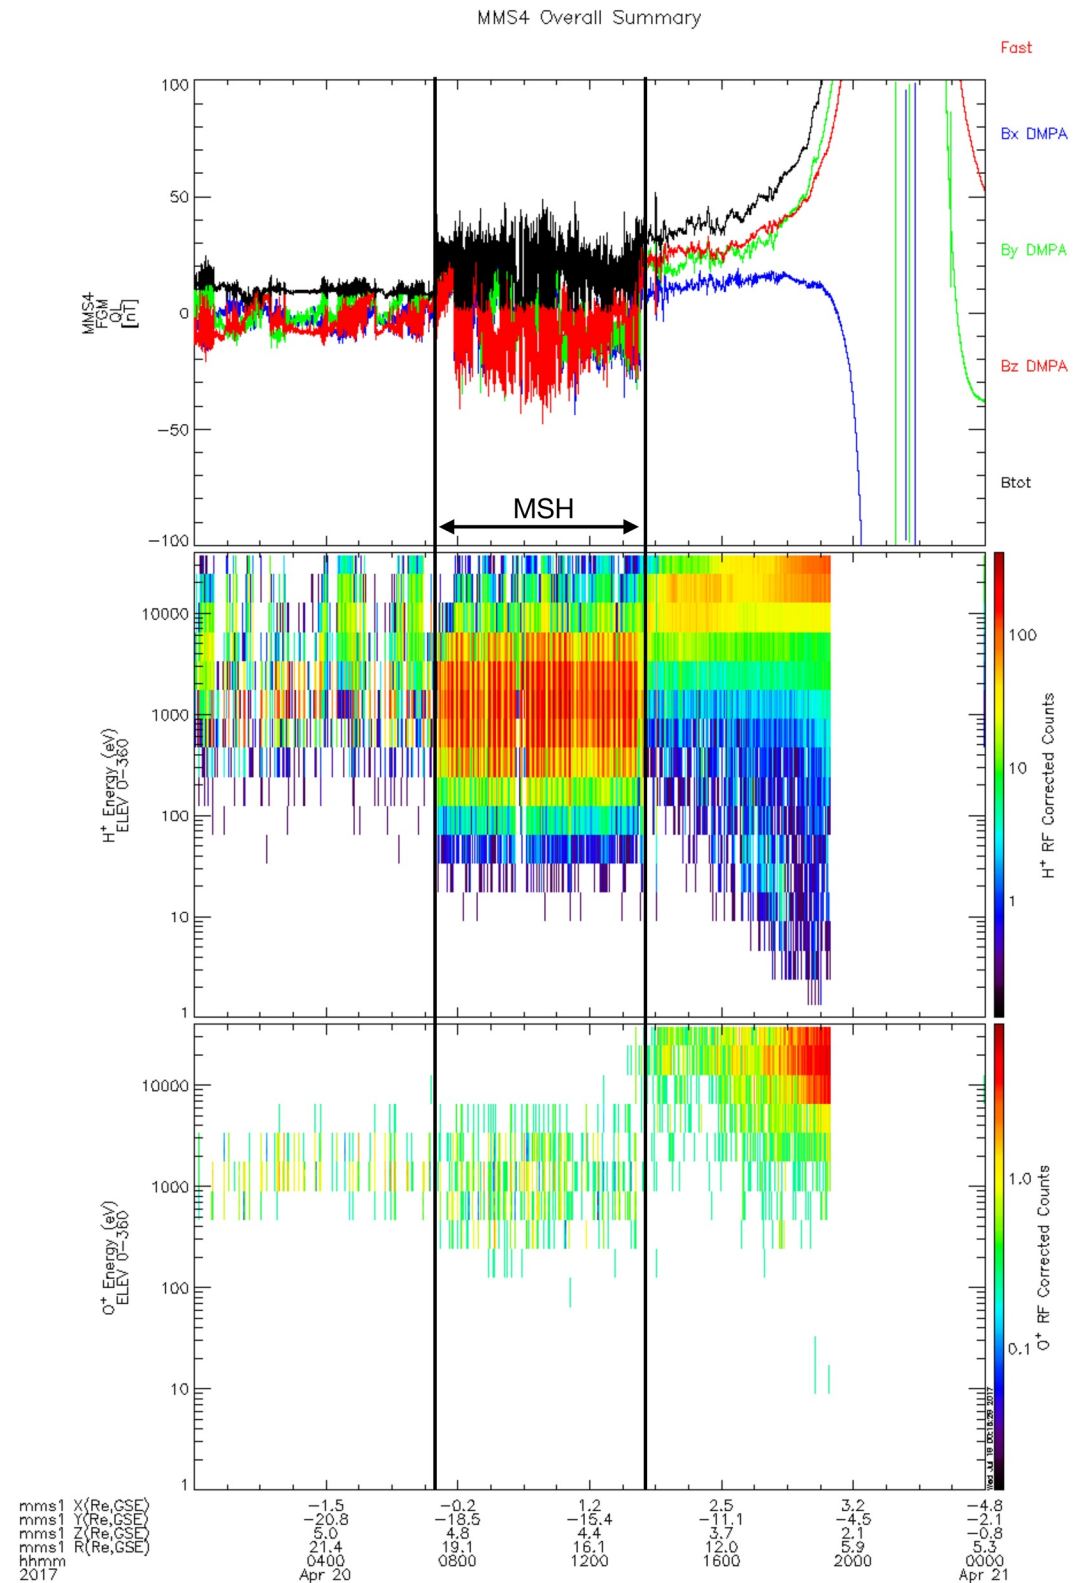 MMS4 Overall Summary
Fast
100
50
0
−50
−100
MMS4
FGM
QL
[nT]
Bx DMPA
By DMPA
Bz DMPA
Btot
MSH
10000
1000
100
10
1
H+ Energy (eV)
ELEV 0−360
100
10
1
H+ RF Corrected Counts
10000
1000
100
10
1
O+ Energy (eV)
ELEV 0−360
1.0
0.1
O+ RF Corrected Counts
mms1 X(Re,GSE) −1.5 −0.2 1.2 2.5 3.2 −4.8
mms1 Y(Re,GSE) −20.8 −18.5 −15.4 −11.1 −4.5 −2.1
mms1 Z(Re,GSE) 5.0 4.8 4.4 3.7 2.1 −0.8
mms1 R(Re,GSE) 21.4 19.1 16.1 12.0 5.9 5.3
hhmm 0400 0800 1200 1600 2000 0000
2017 Apr 20 Apr 21